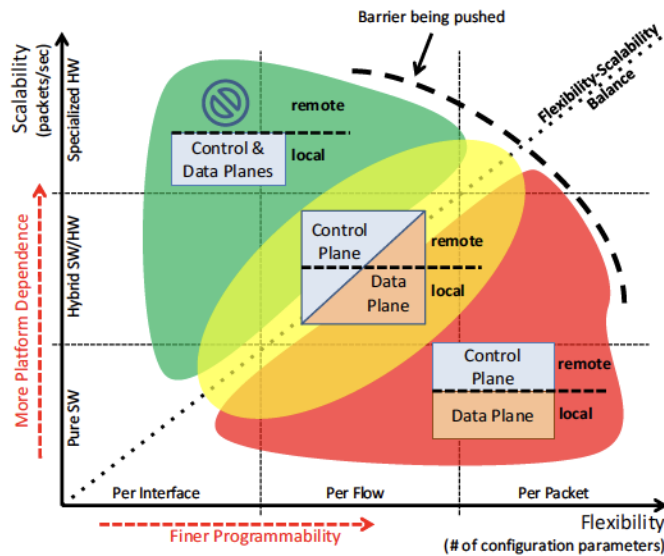 Barrier being pushed
Scalability
(packets/sec)
Flexibility-Scalability
Balance
Specialized HW
remote
Control &
Data Planes
local
More Platform Dependence
Hybrid SW/HW
Control
Plane
remote
Data
Plane
local
Pure SW
Control
Plane
remote
Data Plane
local
Per Interface
Per Flow
Per Packet
Finer Programmability
Flexibility
(# of configuration parameters)